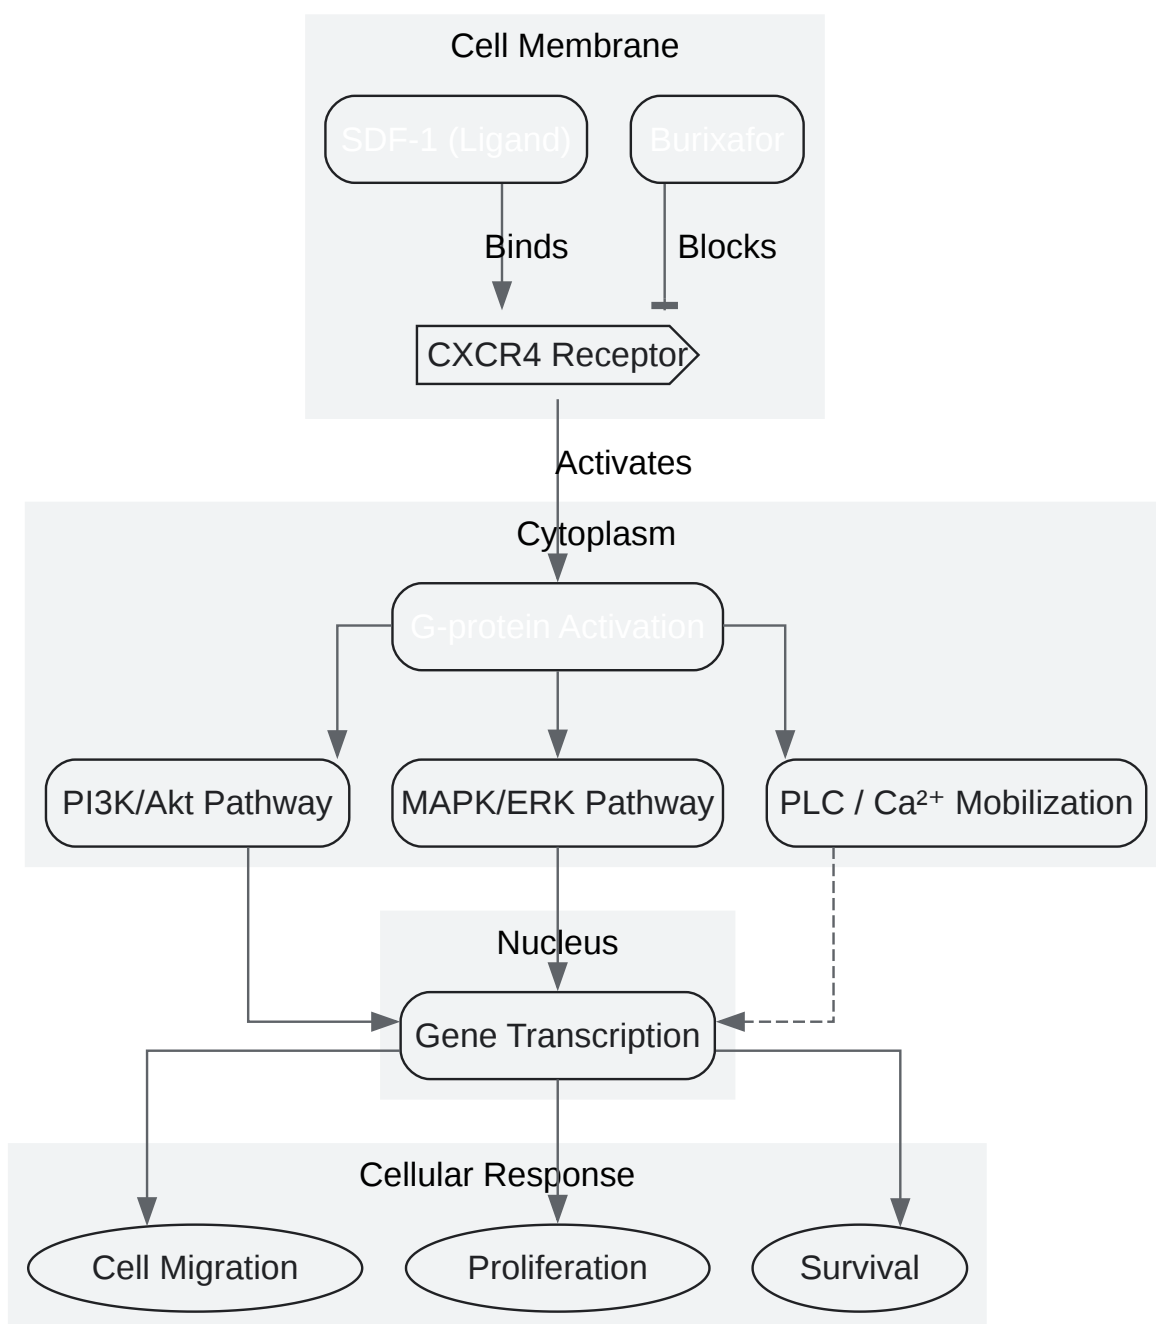 Cell Membrane
SDF-1 (Ligand)
Burixafor
Binds
Blocks
CXCR4 Receptor
Activates
Cytoplasm
G-protein Activation
PI3K/Akt Pathway
MAPK/ERK Pathway
PLC / Ca²⁺ Mobilization
Nucleus
Gene Transcription
Cellular Response
Cell Migration
Proliferation
Survival